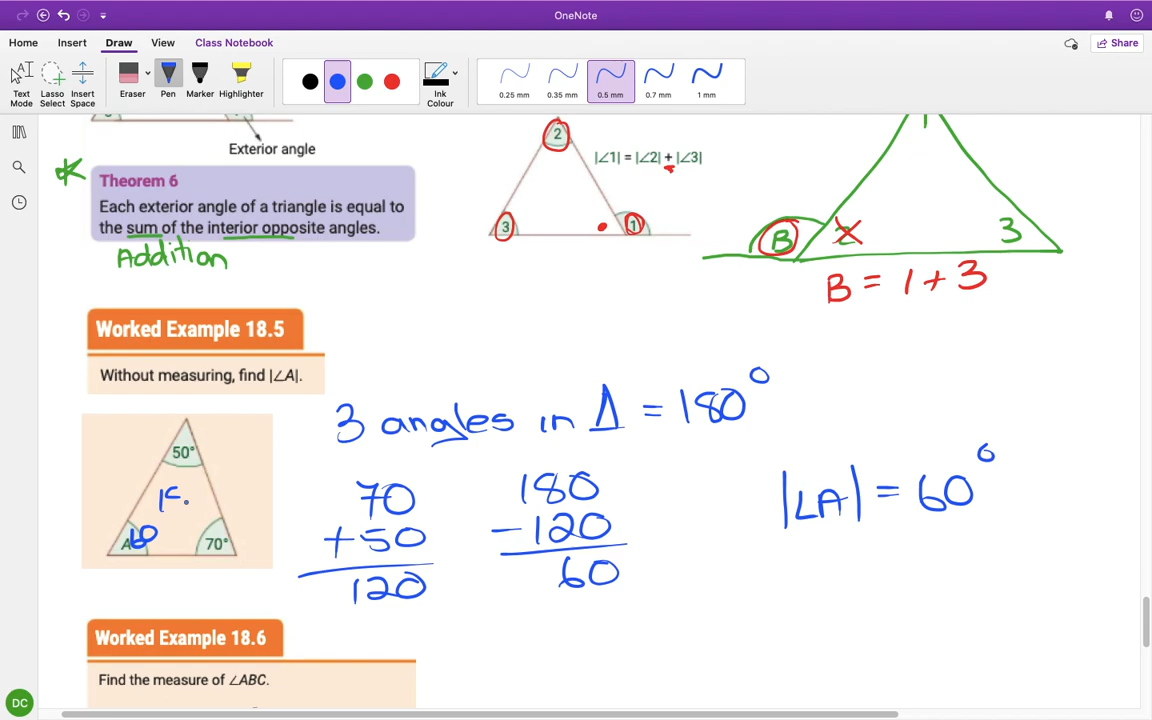 OneNote
Home Insert Draw View Class Notebook
Share
Text Mode
Lasso Select
Insert Space
Eraser
Pen
Marker
Highlighter
Ink Colour
0.25 mm
0.35 mm
0.5 mm
0.7 mm
1 mm
Exterior angle
Theorem 6
Each exterior angle of a triangle is equal to
the sum of the interior opposite angles.
Addition
2
3
1
|∠1| = |∠2| + |∠3|
1
B
3
B = 1 + 3
Worked Example 18.5
Without measuring, find |∠A|.
50°
A
60
70°
3 angles in Δ = 180°
70
+50
120
180
-120
60
|∠A| = 60°
Worked Example 18.6
Find the measure of ∠ABC.
DC